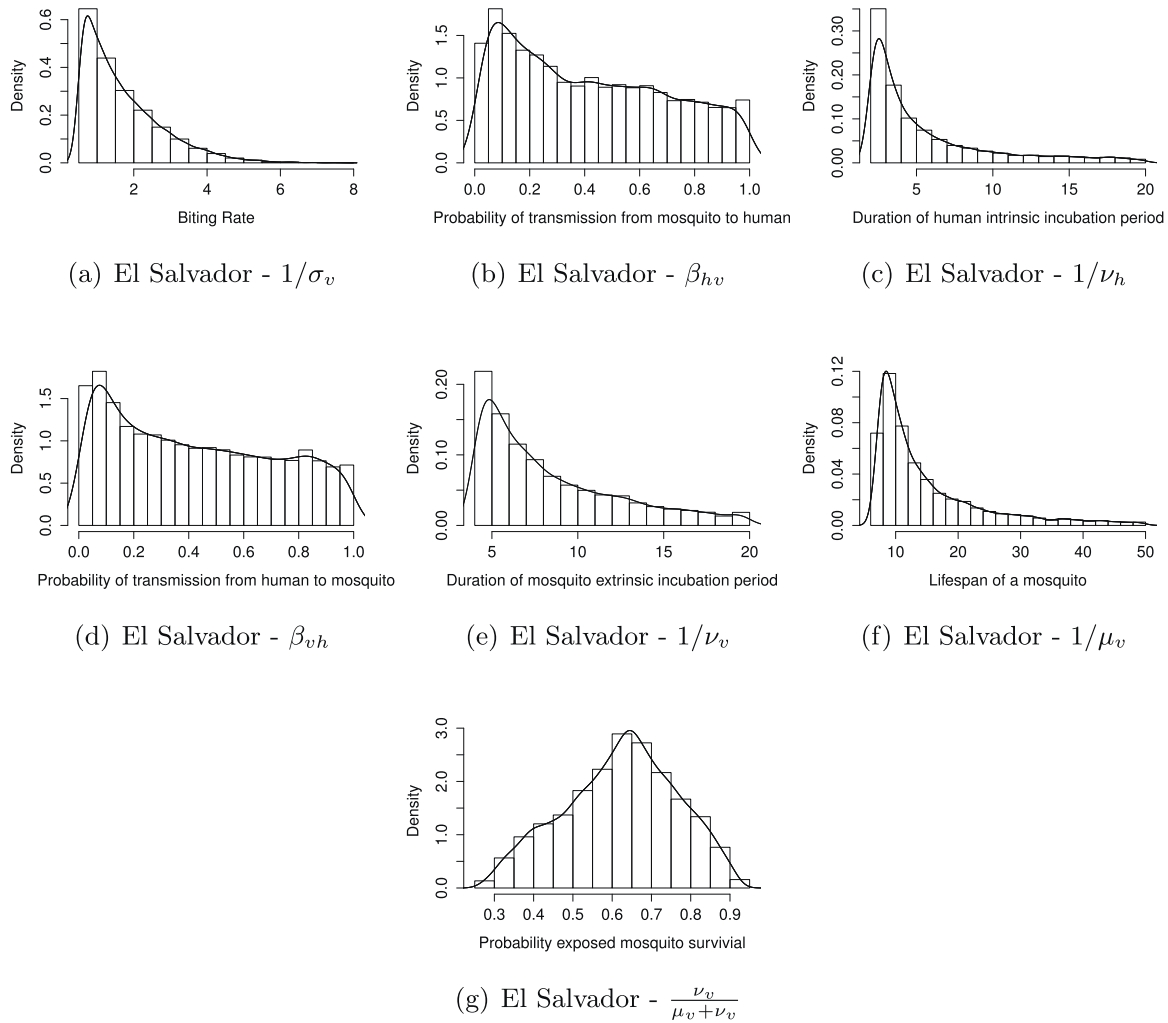 Density
0.0 0.2 0.4 0.6
2 4 6 8
Biting Rate
(a) El Salvador - 1/σ_v
Density
0.0 0.5 1.0 1.5
0.0 0.2 0.4 0.6 0.8 1.0
Probability of transmission from mosquito to human
(b) El Salvador - β_hv
Density
0.00 0.10 0.20 0.30
5 10 15 20
Duration of human intrinsic incubation period
(c) El Salvador - 1/ν_h
Density
0.0 0.5 1.0 1.5
0.0 0.2 0.4 0.6 0.8 1.0
Probability of transmission from human to mosquito
(d) El Salvador - β_vh
Density
0.00 0.10 0.20
5 10 15 20
Duration of mosquito extrinsic incubation period
(e) El Salvador - 1/ν_v
Density
0.00 0.04 0.08 0.12
10 20 30 40 50
Lifespan of a mosquito
(f) El Salvador - 1/μ_v
Density
0.0 1.0 2.0 3.0
0.3 0.4 0.5 0.6 0.7 0.8 0.9
Probability exposed mosquito survivial
(g) El Salvador - ν_v/(μ_v+ν_v)